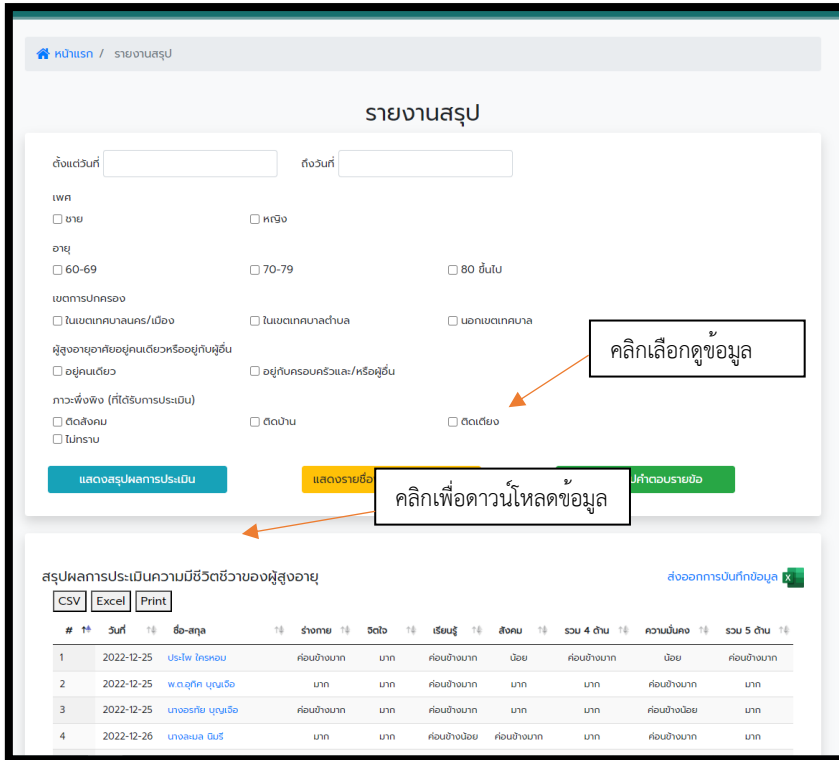 หน้าแรก / รายงานสรุป
รายงานสรุป
ตั้งแต่วันที่ ถึงวันที่
เพศ
ชาย หญิง
อายุ
60-69 70-79 80 ขึ้นไป
เขตการปกครอง
ในเขตเทศบาลนคร/เมือง ในเขตเทศบาลตำบล นอกเขตเทศบาล
คลิกเลือกดูข้อมูล
ผู้สูงอายุอาศัยอยู่คนเดียวหรืออยู่กับผู้อื่น
อยู่คนเดียว อยู่กับครอบครัวและ/หรือผู้อื่น
ภาวะพึ่งพิง (ที่ได้รับการประเมิน)
ติดสังคม ติดบ้าน ติดเตียง
ไม่ทราบ
แสดงสรุปผลการประเมิน แสดงรายชื่อ ปคำตอบรายข้อ
คลิกเพื่อดาวน์โหลดข้อมูล
สรุปผลการประเมินความมีชีวิตชีวาของผู้สูงอายุ ส่งออกการบันทึกข้อมูล
CSV Excel Print
# วันที่ ชื่อ-สกุล ร่างกาย จิตใจ เรียนรู้ สังคม รวม 4 ด้าน ความมั่นคง รวม 5 ด้าน
1 2022-12-25 ประไพ ใครหอม ค่อนข้างมาก มาก ค่อนข้างมาก น้อย ค่อนข้างมาก น้อย ค่อนข้างมาก
2 2022-12-25 พ.ต.อุทิศ บุญเจือ มาก มาก ค่อนข้างมาก มาก มาก ค่อนข้างมาก มาก
3 2022-12-25 นางอรทัย บุญเจือ ค่อนข้างมาก มาก ค่อนข้างมาก มาก มาก ค่อนข้างน้อย มาก
4 2022-12-26 นางละมล นิมรี มาก มาก ค่อนข้างน้อย ค่อนข้างมาก มาก ค่อนข้างมาก มาก